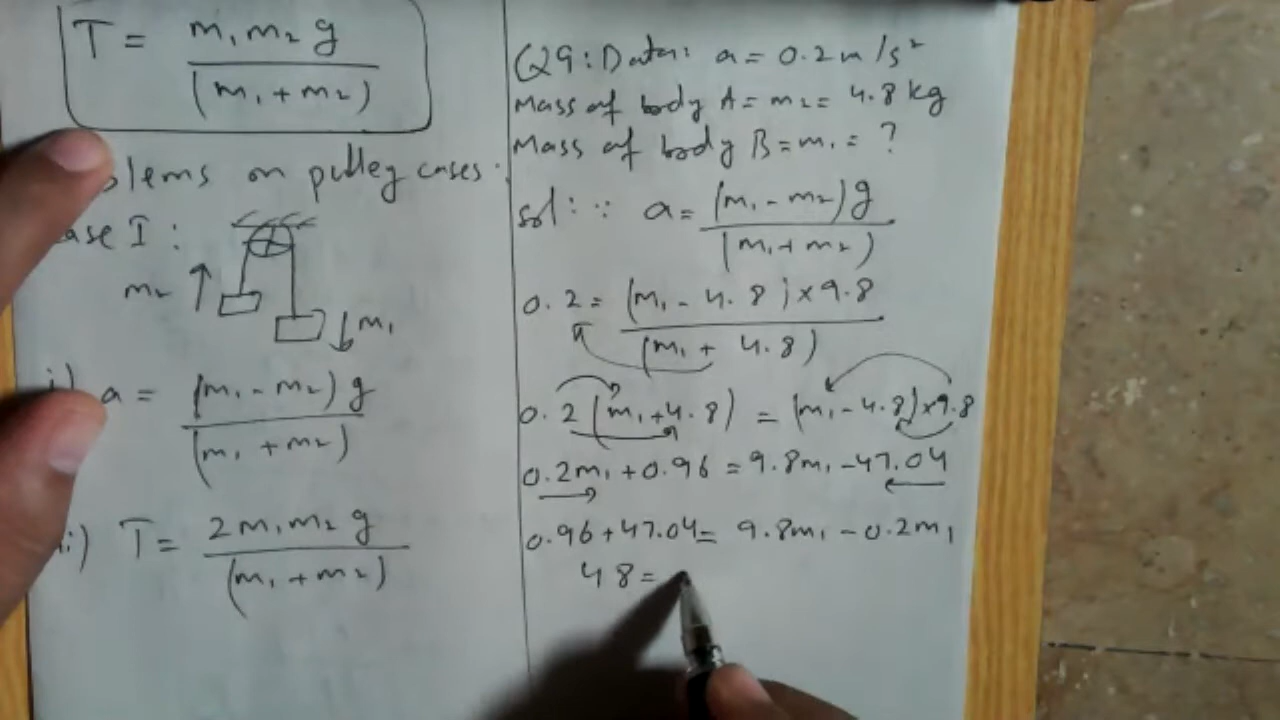 T = m₁m₂g
(m₁+m₂)
blems on pulley cases.
ase I :
m₂
m₁
i) a = (m₁-m₂)g
(m₁+m₂)
ii) T= 2m₁m₂g
(m₁+m₂)
Q9: Data: a = 0.2m/s²
Mass of body A = m₂ = 4.8 kg
Mass of body B = m₁ = ?
sol: ∵ a = (m₁-m₂)g
(m₁+m₂)
0.2 = (m₁-4.8)×9.8
(m₁+4.8)
0.2(m₁+4.8) = (m₁-4.8)×9.8
0.2m₁+0.96 = 9.8m₁-47.04
0.96+47.04 = 9.8m₁-0.2m₁
48=